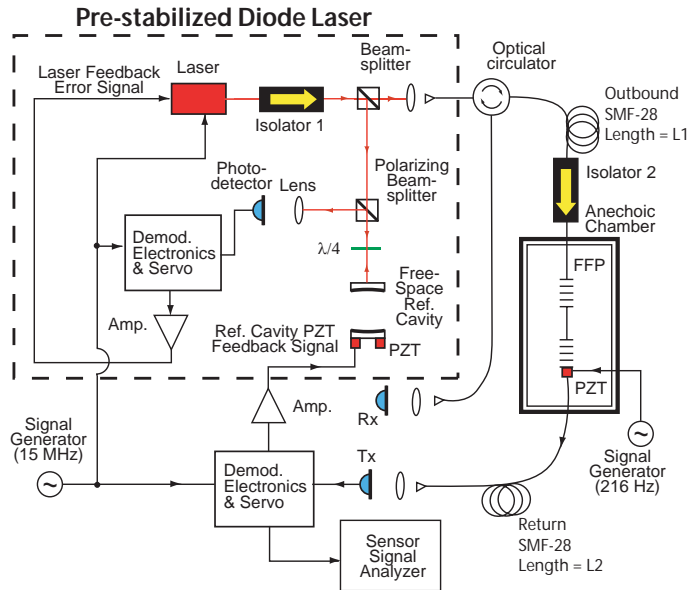 Pre-stabilized Diode Laser
Laser Feedback
Error Signal
Laser
Isolator 1
Beam-
splitter
Optical
circulator
Outbound
SMF-28
Length = L1
Isolator 2
Anechoic
Chamber
Photo-
detector
Lens
Polarizing
Beam-
splitter
λ/4
Demod.
Electronics
& Servo
Free-
Space
Ref.
Cavity
FFP
Amp.
Ref. Cavity PZT
Feedback Signal
PZT
PZT
Amp.
Rx
Signal
Generator
(15 MHz)
Tx
Signal
Generator
(216 Hz)
Demod.
Electronics
& Servo
Return
SMF-28
Length = L2
Sensor
Signal
Analyzer